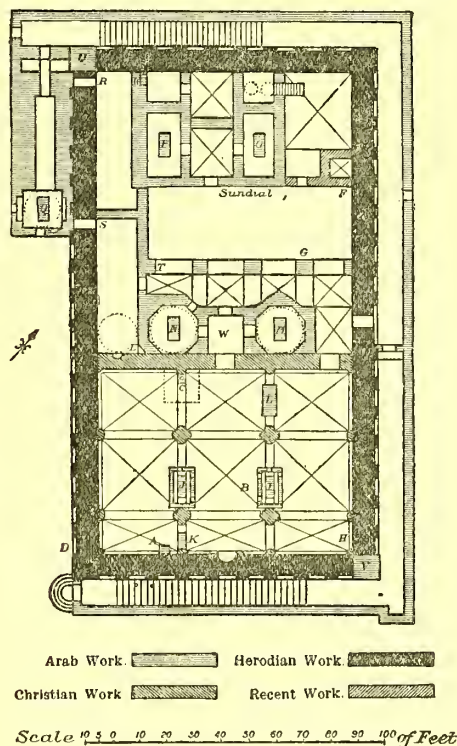 U
R
Sundial
F
S
G
T
W
M
L
B
A
K
H
D
V
Arab Work. Herodian Work.
Christian Work Recent Work.
Scale 10 5 0 10 20 30 40 50 60 70 80 90 100 of Feet